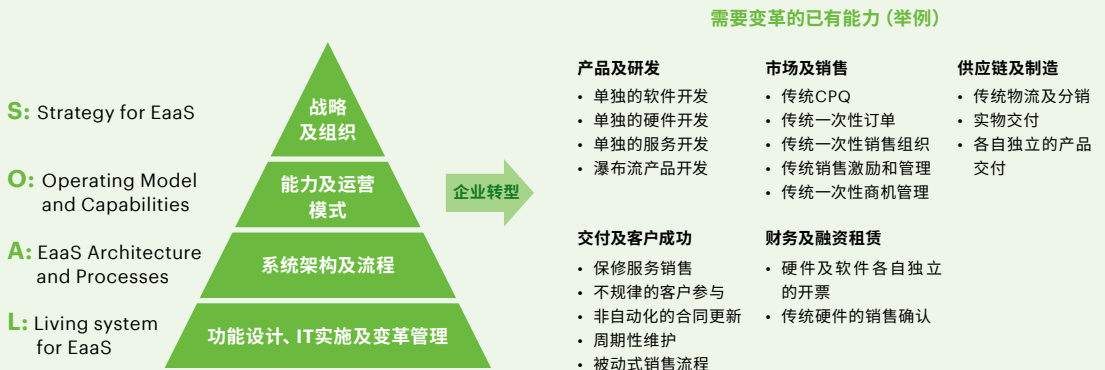 需要变革的已有能力（举例）
S: Strategy for EaaS
O: Operating Model
and Capabilities
A: EaaS Architecture
and Processes
L: Living system
for EaaS
战略
及组织
能力及运营
模式
系统架构及流程
功能设计、IT实施及变革管理
企业转型
产品及研发
• 单独的软件开发
• 单独的硬件开发
• 单独的服务开发
• 瀑布流产品开发
市场及销售
• 传统CPQ
• 传统一次性订单
• 传统一次性销售组织
• 传统销售激励和管理
• 传统一次性商机管理
供应链及制造
• 传统物流及分销
• 实物交付
• 各自独立的产品
交付
交付及客户成功
• 保修服务销售
• 不规律的客户参与
• 非自动化的合同更新
• 周期性维护
• 被动式销售流程
财务及融资租赁
• 硬件及软件各自独立
的开票
• 传统硬件的销售确认